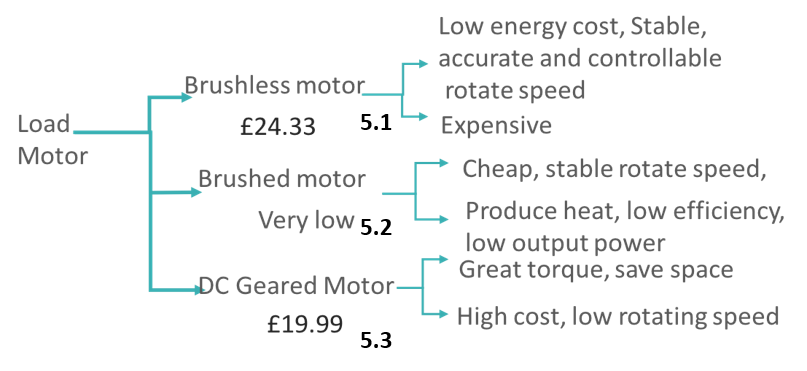 Load
Motor
Brushless motor
£24.33 5.1
Low energy cost, Stable,
accurate and controllable
rotate speed
Expensive
Brushed motor
Very low 5.2
Cheap, stable rotate speed,
Produce heat, low efficiency,
low output power
DC Geared Motor
£19.99 5.3
Great torque, save space
High cost, low rotating speed